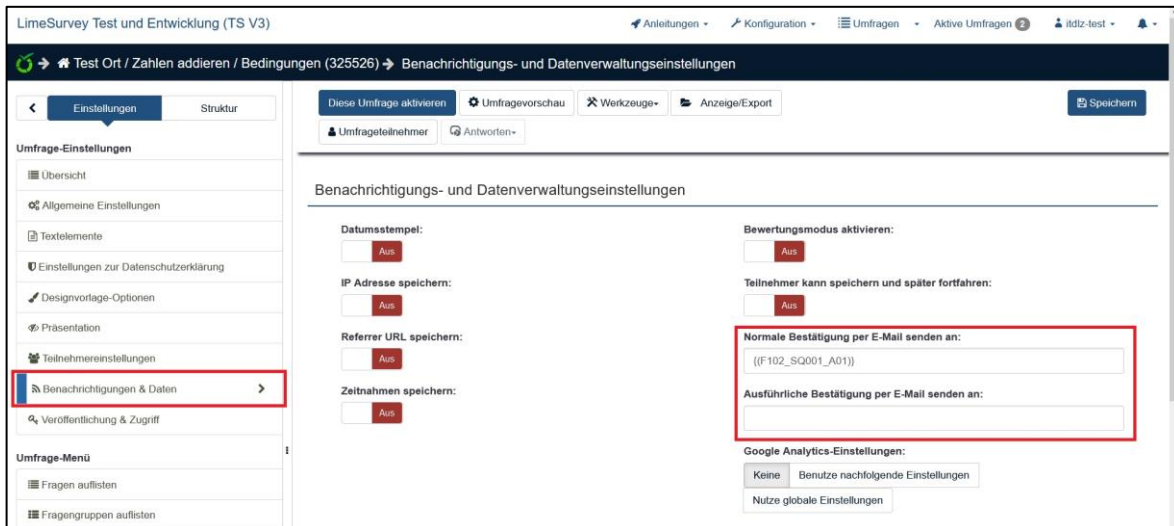 LimeSurvey Test und Entwicklung (TS V3)
Anleitungen
Konfiguration
Umfragen
Aktive Umfragen 2
itdlz-test
Test Ort / Zahlen addieren / Bedingungen (325526) Benachrichtigungs- und Datenverwaltungseinstellungen
Einstellungen
Struktur
Diese Umfrage aktivieren
Umfragevorschau
Werkzeuge
Anzeige/Export
Speichern
Umfrageteilnehmer
Antworten
Umfrage-Einstellungen
Übersicht
Allgemeine Einstellungen
Textelemente
Einstellungen zur Datenschutzerklärung
Designvorlage-Optionen
Präsentation
Teilnehmereinstellungen
Benachrichtigungen & Daten
Veröffentlichung & Zugriff
Umfrage-Menü
Fragen auflisten
Fragengruppen auflisten
Benachrichtigungs- und Datenverwaltungseinstellungen
Datumsstempel:
Aus
IP Adresse speichern:
Aus
Referrer URL speichern:
Aus
Zeitnahmen speichern:
Aus
Bewertungsmodus aktivieren:
Aus
Teilnehmer kann speichern und später fortfahren:
Aus
Normale Bestätigung per E-Mail senden an:
{(F102_SQ001_A01)}
Ausführliche Bestätigung per E-Mail senden an:
Google Analytics-Einstellungen:
Keine
Benutze nachfolgende Einstellungen
Nutze globale Einstellungen